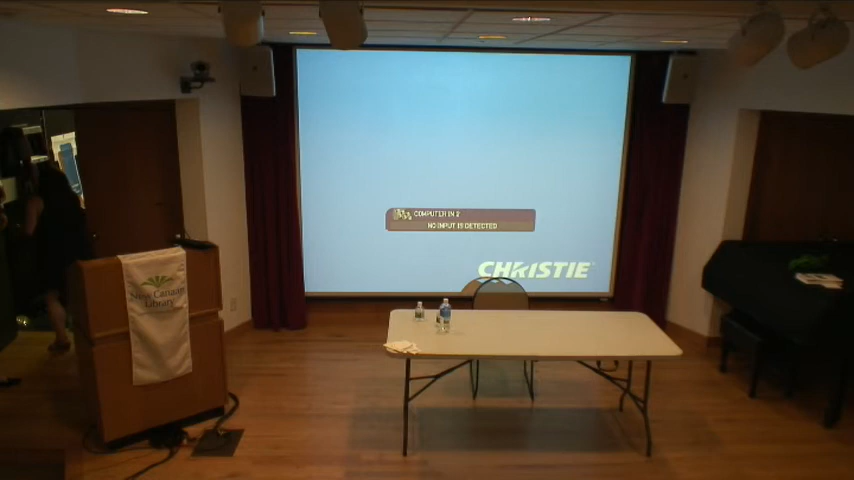 COMPUTER IN 2
NO INPUT IS DETECTED
CHRISTIE
New Canaan
Library